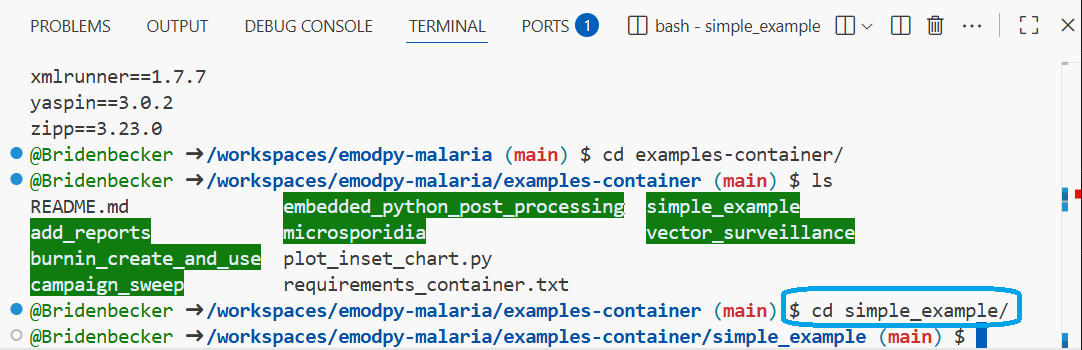 PROBLEMS OUTPUT DEBUG CONSOLE TERMINAL PORTS 1 bash - simple_example
xmlrunner==1.7.7
yaspin==3.0.2
zipp==3.23.0
@Bridenbecker ➜/workspaces/emodpy-malaria (main) $ cd examples-container/
@Bridenbecker ➜/workspaces/emodpy-malaria/examples-container (main) $ ls
README.md embedded_python_post_processing simple_example
add_reports microsporidia vector_surveillance
burnin_create_and_use plot_inset_chart.py
campaign_sweep requirements_container.txt
@Bridenbecker ➜/workspaces/emodpy-malaria/examples-container (main) $ cd simple_example/
@Bridenbecker ➜/workspaces/emodpy-malaria/examples-container/simple_example (main) $